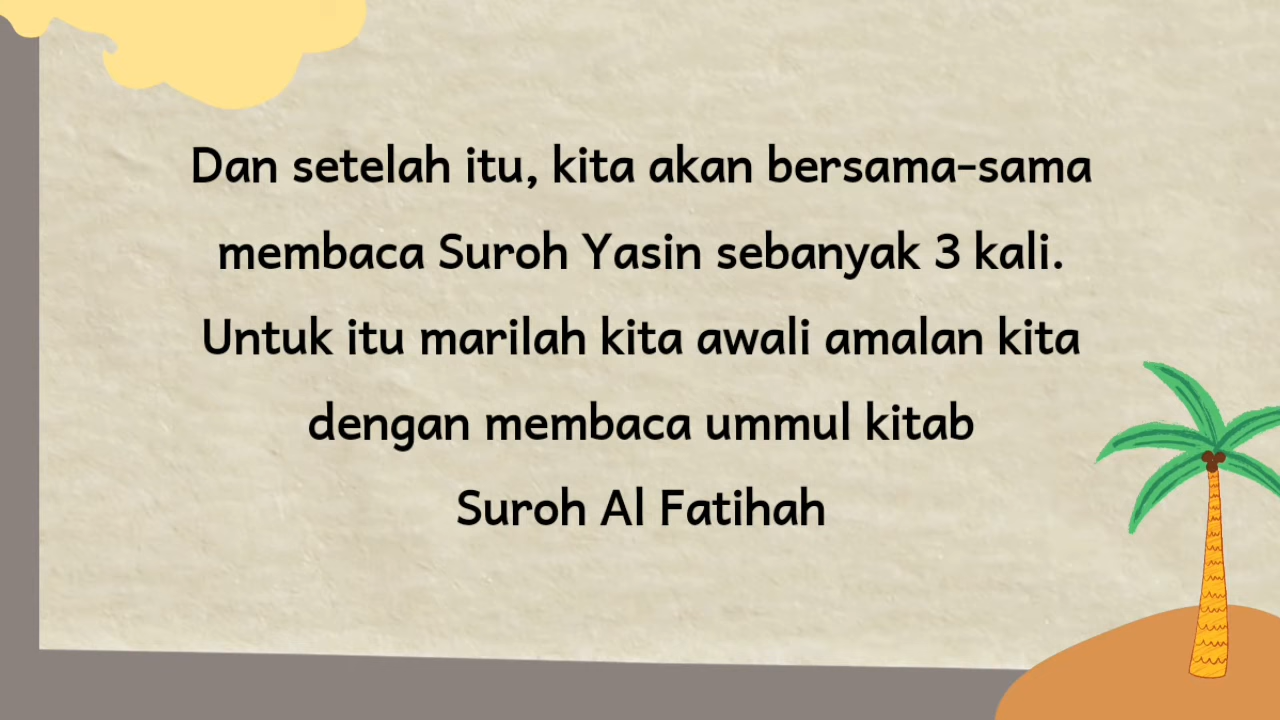 Dan setelah itu, kita akan bersama-sama
membaca Suroh Yasin sebanyak 3 kali.
Untuk itu marilah kita awali amalan kita
dengan membaca ummul kitab
Suroh Al Fatihah